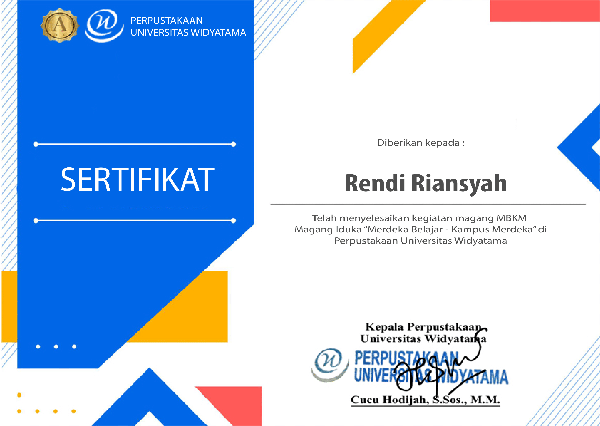 A
PERPUSTAKAAN
UNIVERSITAS WIDYATAMA
SERTIFIKAT
Diberikan kepada :
Rendi Riansyah
Telah menyelesaikan kegiatan magang MBKM
Magang Iduka "Merdeka Belajar - Kampus Merdeka" di
Perpustakaan Universitas Widyatama
Kepala Perpustakaan
Universitas Widyatama
PERPUSTAKAAN
UNIVERSITAS WIDYATAMA
Cucu Hodijah, S.Sos., M.M.